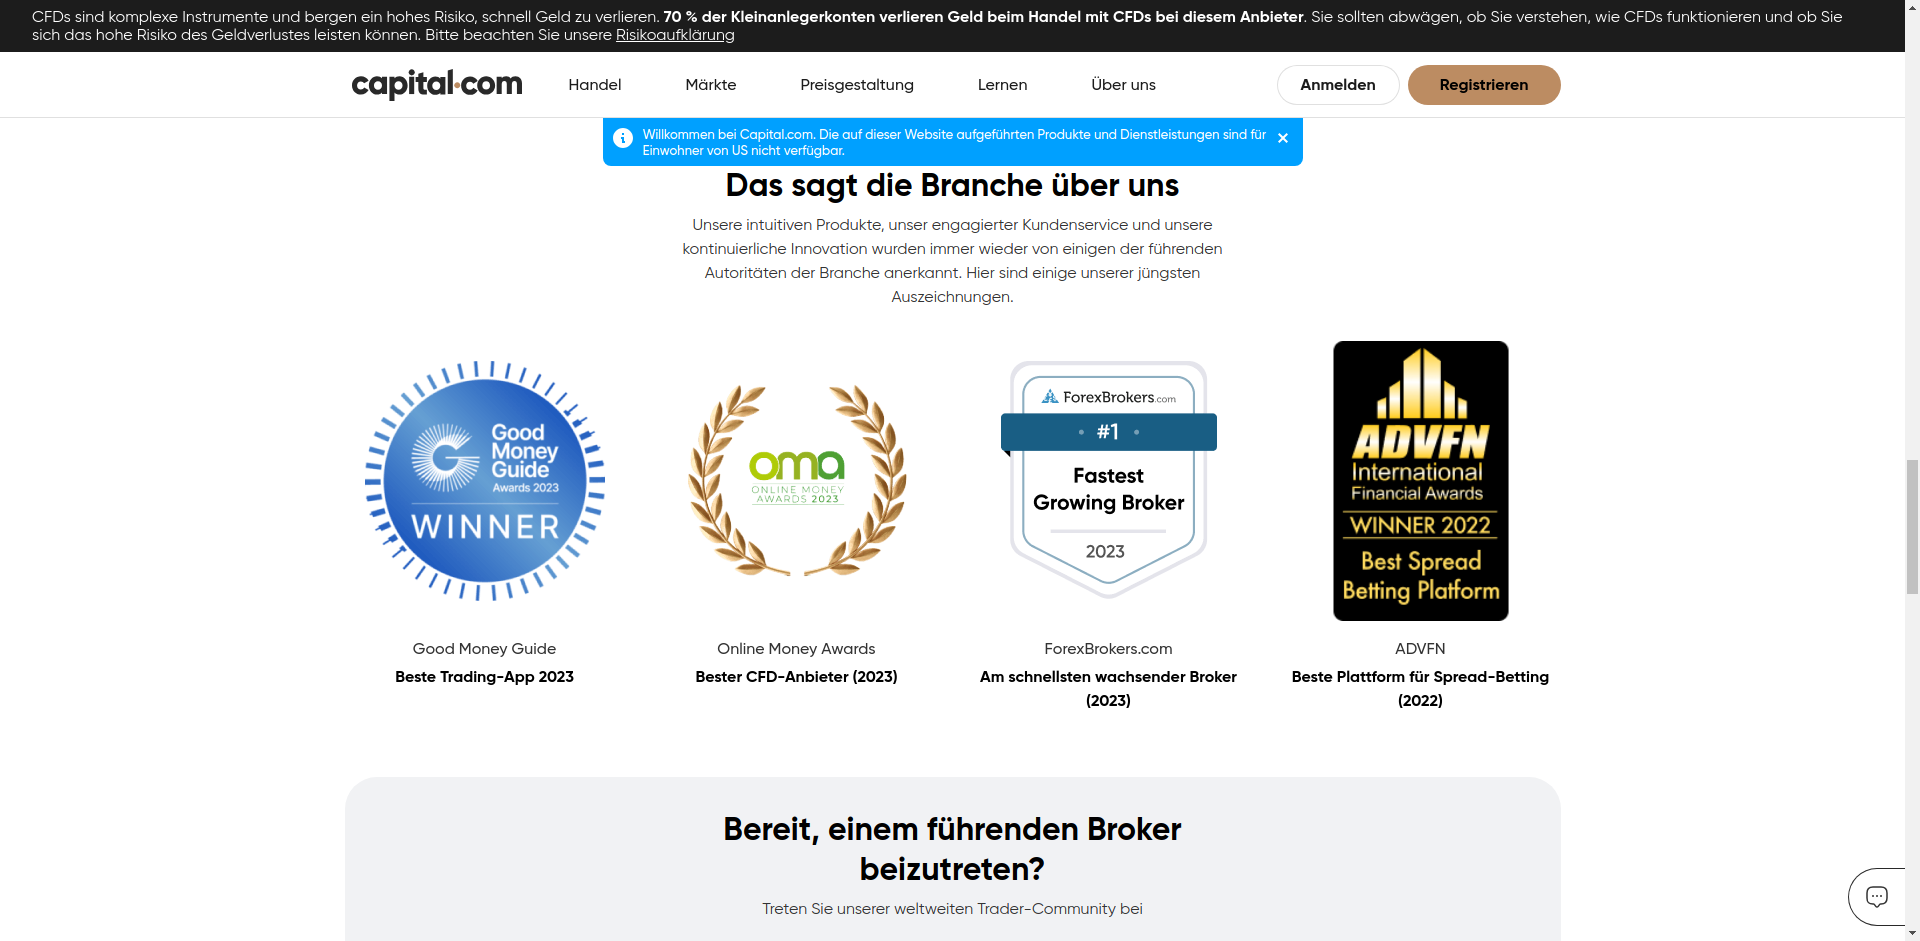 CFDs sind komplexe Instrumente und bergen ein hohes Risiko, schnell Geld zu verlieren. 70 % der Kleinanlegerkonten verlieren Geld beim Handel mit CFDs bei diesem Anbieter. Sie sollten abwägen, ob Sie verstehen, wie CFDs funktionieren und ob Sie
sich das hohe Risiko des Geldverlustes leisten können. Bitte beachten Sie unsere Risikoaufklärung
capital.com
Handel
Märkte
Preisgestaltung
Lernen
Über uns
Anmelden
Registrieren
Willkommen bei Capital.com. Die auf dieser Website aufgeführten Produkte und Dienstleistungen sind für
Einwohner von US nicht verfügbar.
Das sagt die Branche über uns
Unsere intuitiven Produkte, unser engagierter Kundenservice und unsere
kontinuierliche Innovation wurden immer wieder von einigen der führenden
Autoritäten der Branche anerkannt. Hier sind einige unserer jüngsten
Auszeichnungen.
Good
Money
Guide
Awards 2023
WINNER
Good Money Guide
Beste Trading-App 2023
oma
ONLINE MONEY
AWARDS 2023
Online Money Awards
Bester CFD-Anbieter (2023)
ForexBrokers.com
#1
Fastest
Growing Broker
2023
ForexBrokers.com
Am schnellsten wachsender Broker
(2023)
ADVFN
International
Financial Awards
WINNER 2022
Best Spread
Betting Platform
ADVFN
Beste Plattform für Spread-Betting
(2022)
Bereit, einem führenden Broker
beizutreten?
Treten Sie unserer weltweiten Trader-Community bei